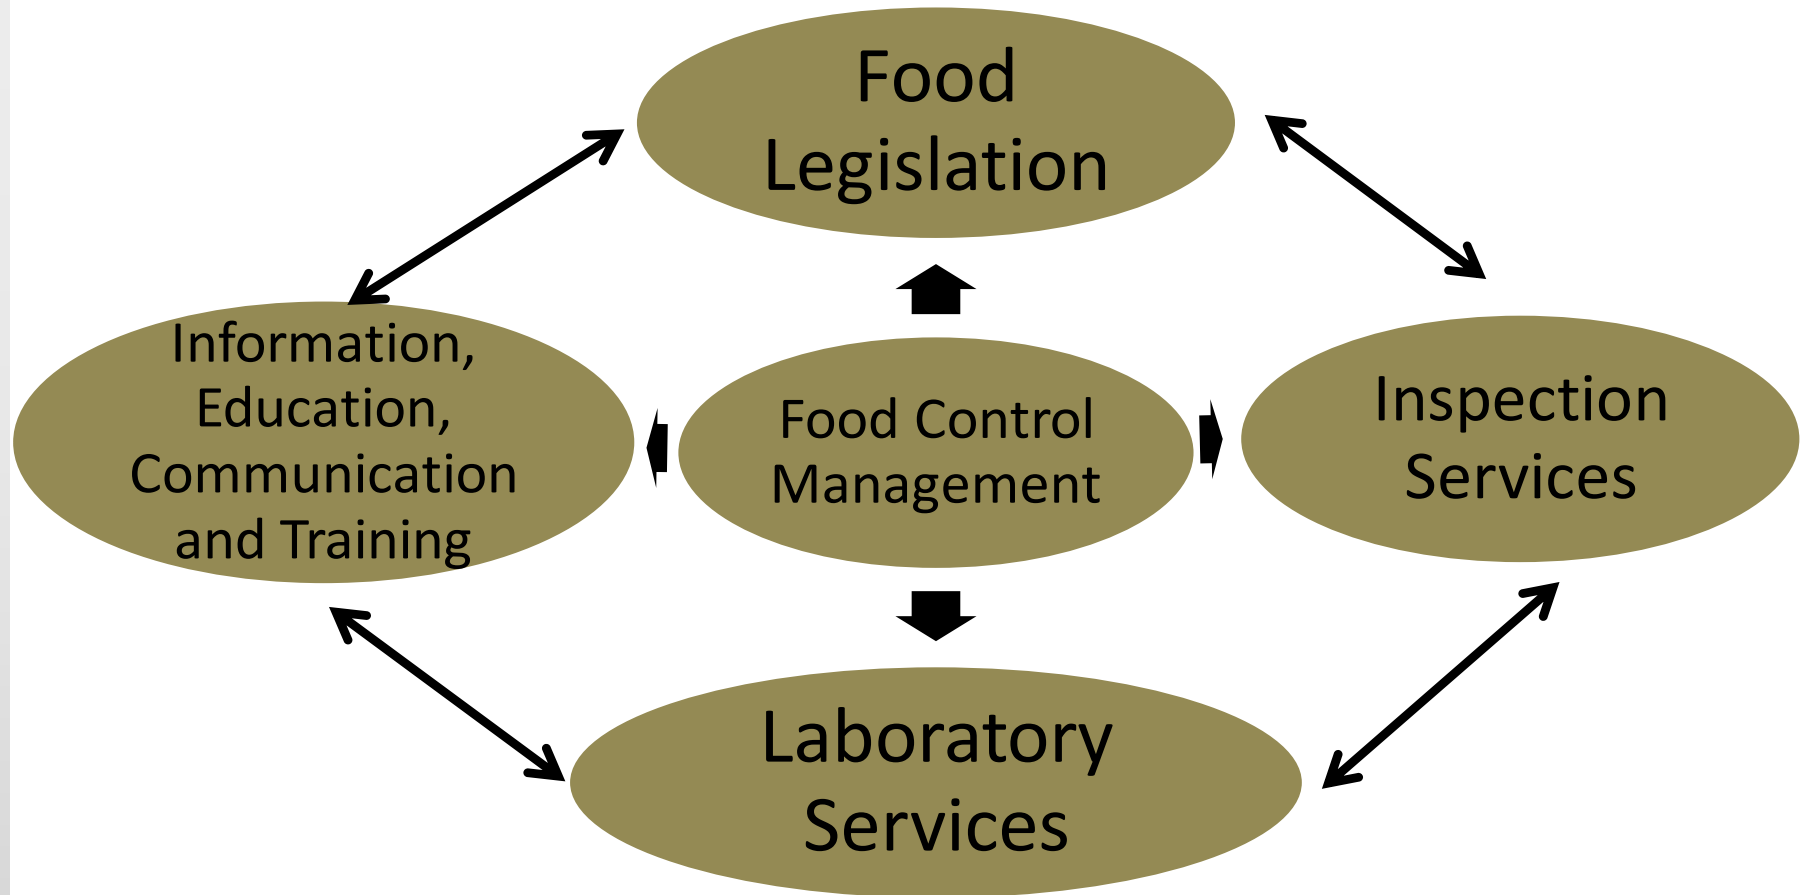 Food
Legislation
Information,
Education,
Communication
and Training
Food Control
Management
Inspection
Services
Laboratory
Services